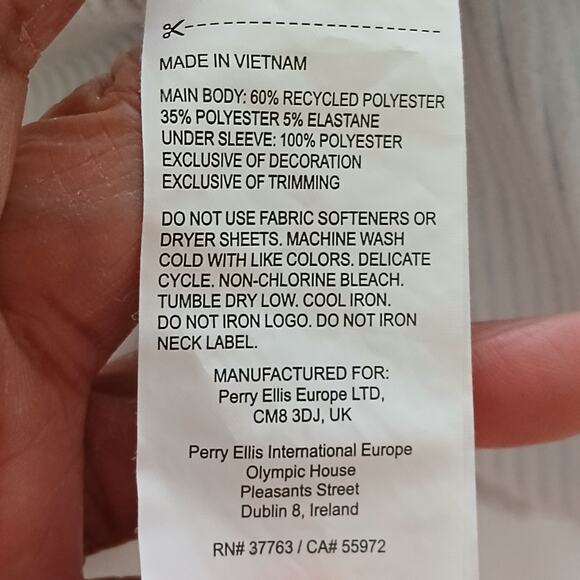 MADE IN VIETNAM
MAIN BODY: 60% RECYCLED POLYESTER
35% POLYESTER 5% ELASTANE
UNDER SLEEVE: 100% POLYESTER
EXCLUSIVE OF DECORATION
EXCLUSIVE OF TRIMMING
DO NOT USE FABRIC SOFTENERS OR
DRYER SHEETS. MACHINE WASH
COLD WITH LIKE COLORS. DELICATE
CYCLE. NON-CHLORINE BLEACH.
TUMBLE DRY LOW. COOL IRON.
DO NOT IRON LOGO. DO NOT IRON
NECK LABEL.
MANUFACTURED FOR:
Perry Ellis Europe LTD,
CM8 3DJ, UK
Perry Ellis International Europe
Olympic House
Pleasants Street
Dublin 8, Ireland
RN# 37763 / CA# 55972